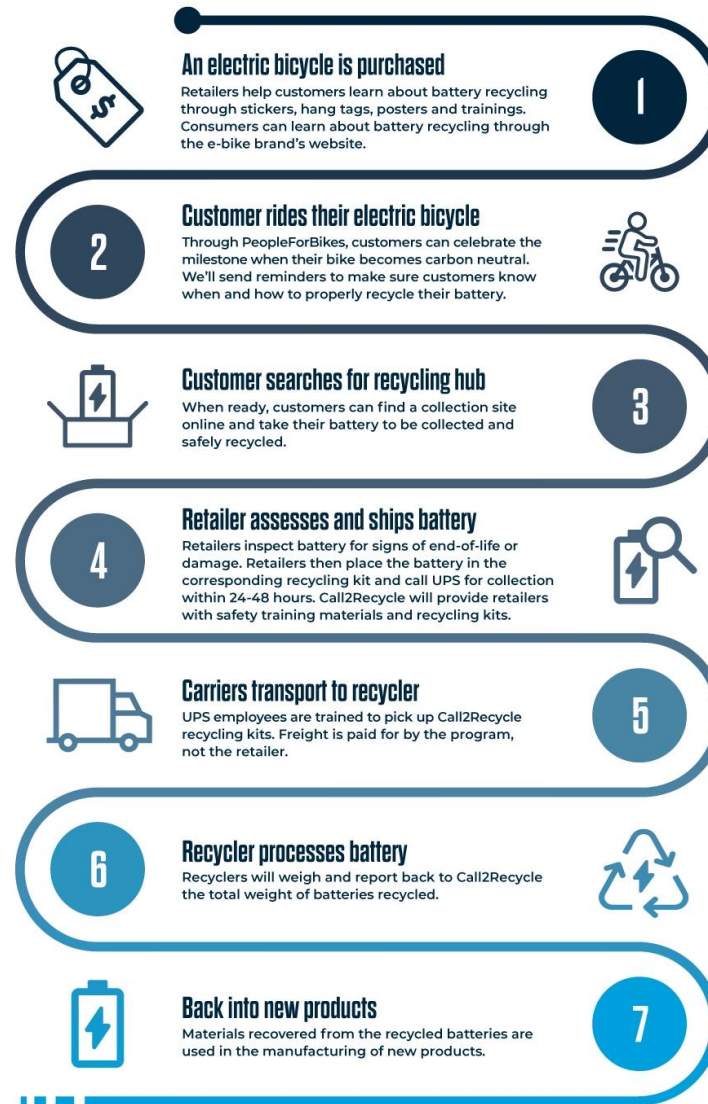 An electric bicycle is purchased
Retailers help customers learn about battery recycling
through stickers, hang tags, posters and trainings.
Consumers can learn about battery recycling through
the e-bike brand's website.
1
$
2
Customer rides their electric bicycle
Through PeopleForBikes, customers can celebrate the
milestone when their bike becomes carbon neutral.
We'll send reminders to make sure customers know
when and how to properly recycle their battery.
Customer searches for recycling hub
When ready, customers can find a collection site
online and take their battery to be collected and
safely recycled.
3
4
Retailer assesses and ships battery
Retailers inspect battery for signs of end-of-life or
damage. Retailers then place the battery in the
corresponding recycling kit and call UPS for collection
within 24-48 hours. Call2Recycle will provide retailers
with safety training materials and recycling kits.
Carriers transport to recycler
UPS employees are trained to pick up Call2Recycle
recycling kits. Freight is paid for by the program,
not the retailer.
5
6
Recycler processes battery
Recyclers will weigh and report back to Call2Recycle
the total weight of batteries recycled.
Back into new products
Materials recovered from the recycled batteries are
used in the manufacturing of new products.
7